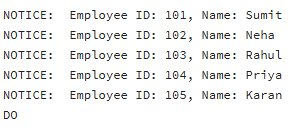 NOTICE:  Employee ID: 101, Name: Sumit
NOTICE:  Employee ID: 102, Name: Neha
NOTICE:  Employee ID: 103, Name: Rahul
NOTICE:  Employee ID: 104, Name: Priya
NOTICE:  Employee ID: 105, Name: Karan
DO